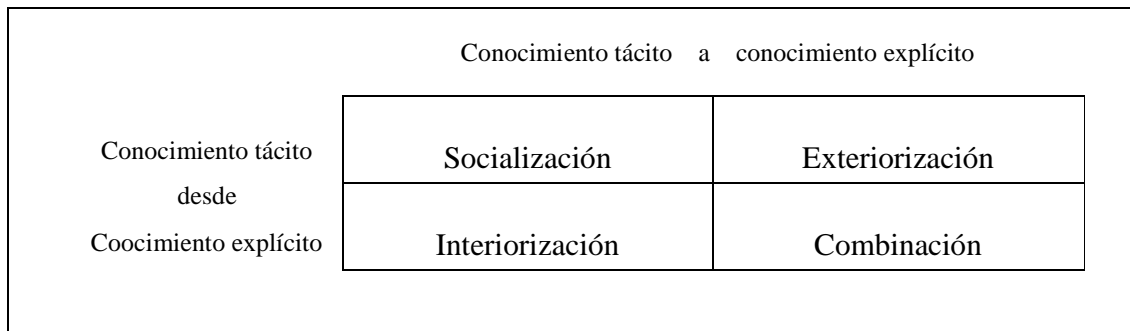 Conocimiento tácito a conocimiento explícito
Conocimiento tácito
desde
Coocimiento explícito
Socialización Exteriorización
Interiorización Combinación